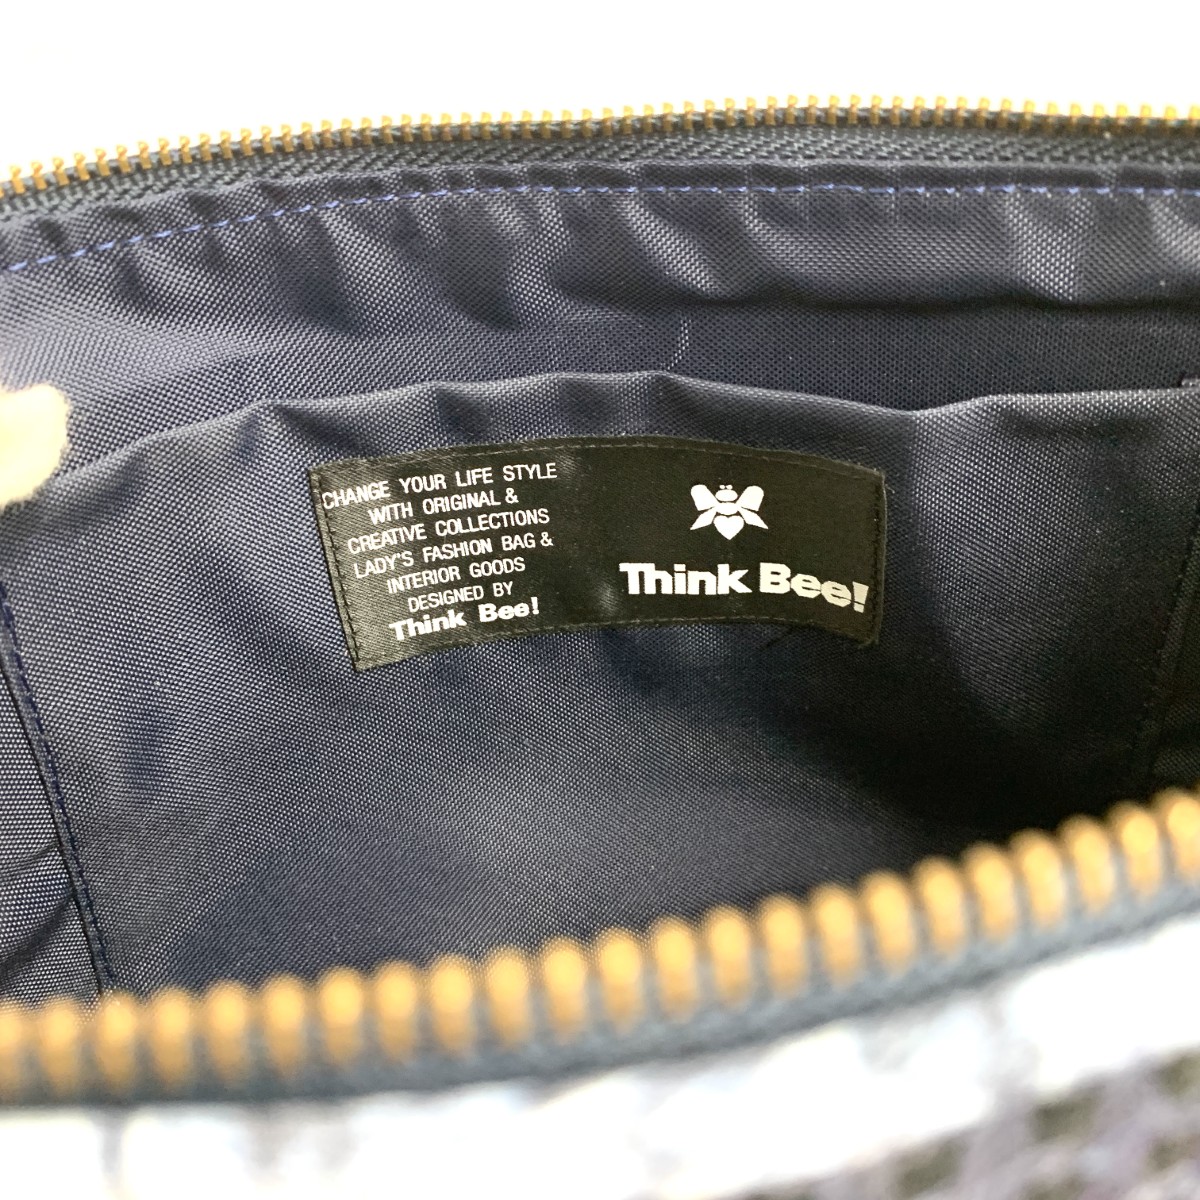 CHANGE YOUR LIFE STYLE
WITH ORIGINAL &
CREATIVE COLLECTIONS
LADY'S FASHION BAG &
INTERIOR GOODS
DESIGNED BY
Think Bee!
Think Bee!